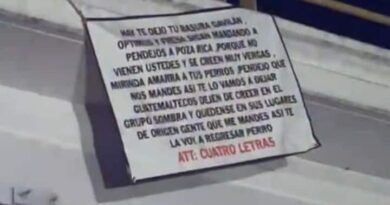 HAY TE DEJO TU BASURA GAVILAN,
OPTIMUS Y PRESA SIGAN MANDANDO A
PENDEJOS A POZA RICA ,PORQUE NO
VIENEN USTEDES Y SE CREEN MUY VERGAS ,
MIRINDA AMARRA A TUS PERROS ,PENDEJO QUE
NOS MANDES ASI TE LO VAMOS A DEJAR
GUATEMALTECOS DEJEN DE CREER EN EL
GRUPO SOMBRA Y QUEDENSE EN SUS LUGARES
DE ORIGEN GENTE QUE ME MANDES ASI TE
LA VOY A REGRESAR PERRO
ATT: CUATRO LETRAS